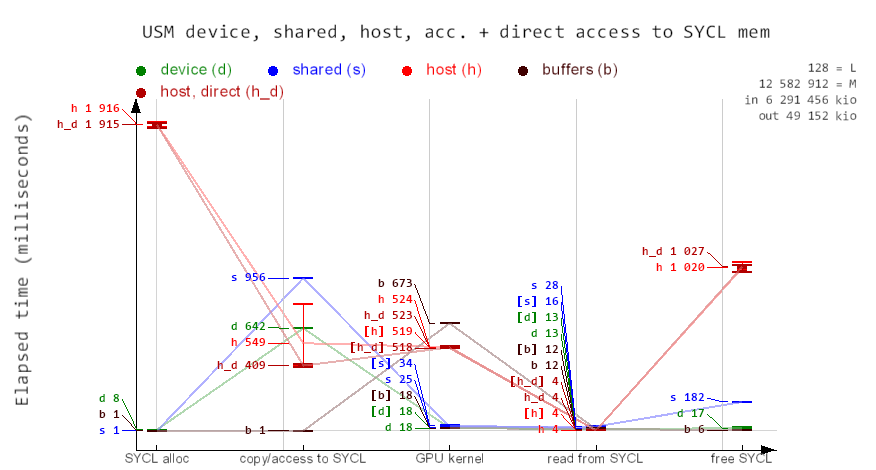 USM device, shared, host, acc. + direct access to SYCL mem
device (d)
shared (s)
host (h)
buffers (b)
host, direct (h_d)
128 = L
12 582 912 = M
in 6 291 456 kio
out 49 152 kio
Elapsed time (milliseconds)
h 1 916
h_d 1 915
d 8
b 1
s 1
s 956
d 642
h 549
h_d 409
b 1
b 673
h 524
h_d 523
[h] 519
[h_d] 518
[s] 34
s 25
[b] 18
[d] 18
d 18
s 28
[s] 16
[d] 13
d 13
[b] 12
b 12
[h_d] 4
h_d 4
[h] 4
h 4
h_d 1 027
h 1 020
s 182
d 17
b 6
SYCL alloc
copy/access to SYCL
GPU kernel
read from SYCL
free SYCL